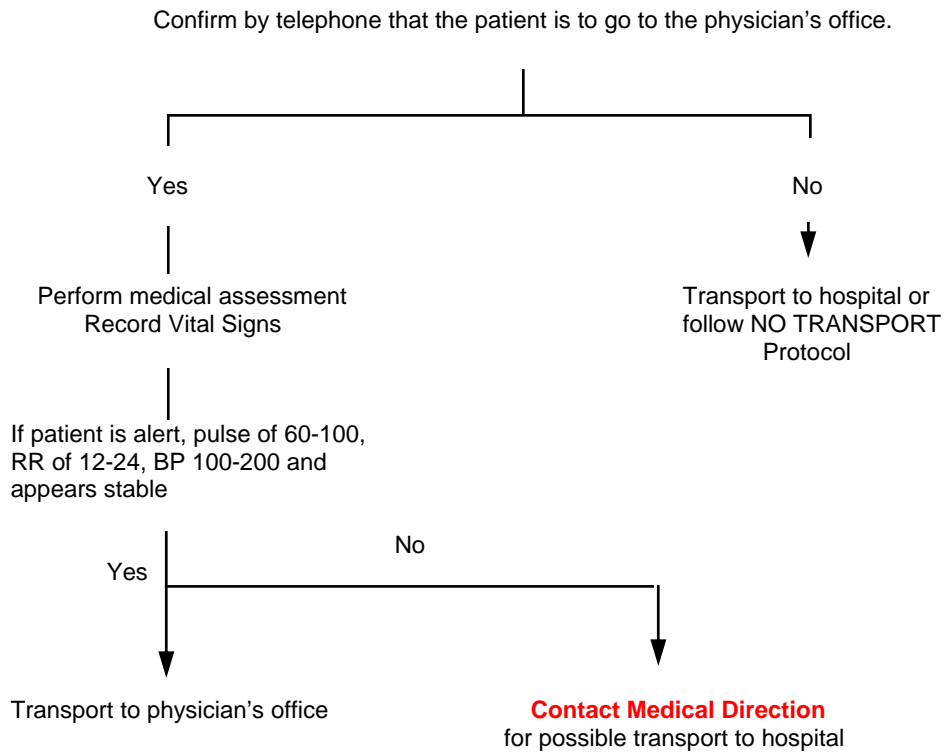 Confirm by telephone that the patient is to go to the physician's office.
Yes
No
Perform medical assessment
Record Vital Signs
Transport to hospital or
follow NO TRANSPORT
Protocol
If patient is alert, pulse of 60-100,
RR of 12-24, BP 100-200 and
appears stable
No
Yes
Transport to physician's office
Contact Medical Direction
for possible transport to hospital